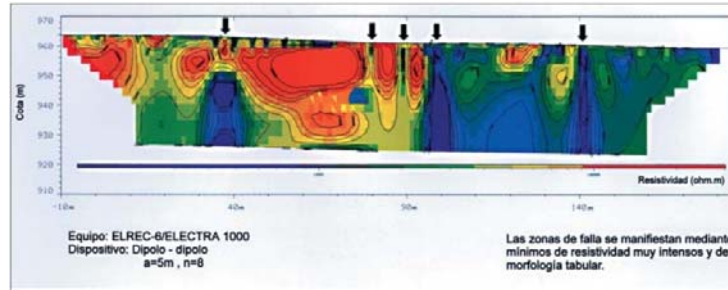 970
960
950
940
930
920
910
Cota (m)
Resistividad (ohm.m)
-10m
40m
90m
140m
Equipo: ELREC-6/ELECTRA 1000
Dispositivo: Dipolo - dipolo
a=5m , n=8
Las zonas de falla se manifiestan mediant
mínimos de resistividad muy intensos y de
morfología tabular.